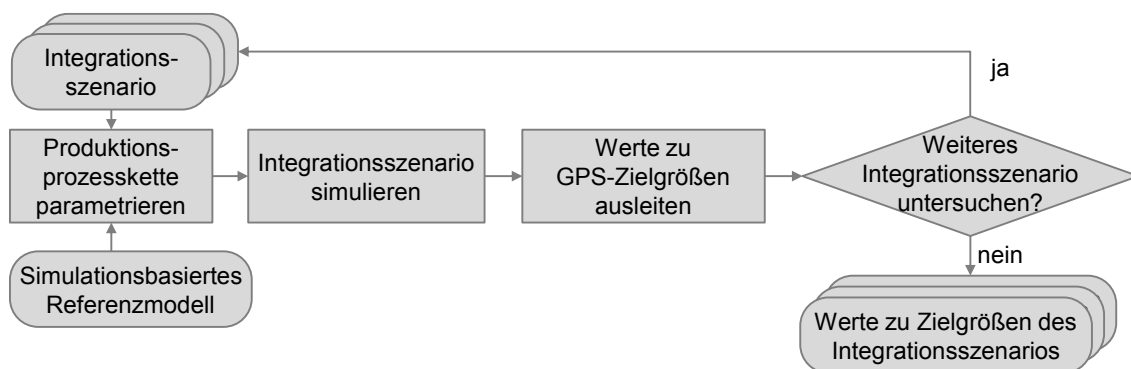 Integrations-
szenario
ja
Produktions-
prozesskette
parametrieren
Integrationsszenario
simulieren
Werte zu
GPS-Zielgrößen
ausleiten
Weiteres
Integrationsszenario
untersuchen?
nein
Simulationsbasiertes
Referenzmodell
Werte zu Zielgrößen des
Integrationsszenarios